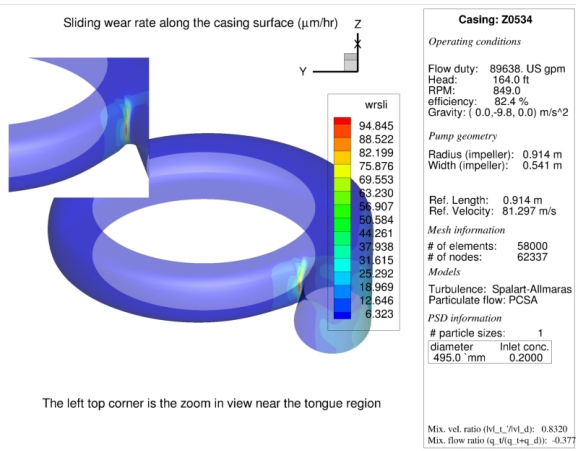 Sliding wear rate along the casing surface (μm/hr)
Z
X
Y
wrsli
94.845
88.522
82.199
75.876
69.553
63.230
56.907
50.584
44.261
37.938
31.615
25.292
18.969
12.646
6.323
The left top corner is the zoom in view near the tongue region
Casing: Z0534
Operating conditions
Flow duty: 89638. US gpm
Head: 164.0 ft
RPM: 849.0
efficiency: 82.4 %
Gravity: ( 0.0,-9.8, 0.0) m/s^2
Pump geometry
Radius (impeller): 0.914 m
Width (impeller): 0.541 m
Ref. Length: 0.914 m
Ref. Velocity: 81.297 m/s
Mesh information
# of elements: 58000
# of nodes: 62337
Models
Turbulence: Spalart-Allmaras
Particulate flow: PCSA
PSD information
# particle sizes: 1
diameter Inlet conc.
495.0 `mm 0.2000
Mix. vel. ratio (|v|_t_'/|v|_d): 0.8320
Mix. flow ratio (q_t/(q_t+q_d)): -0.377